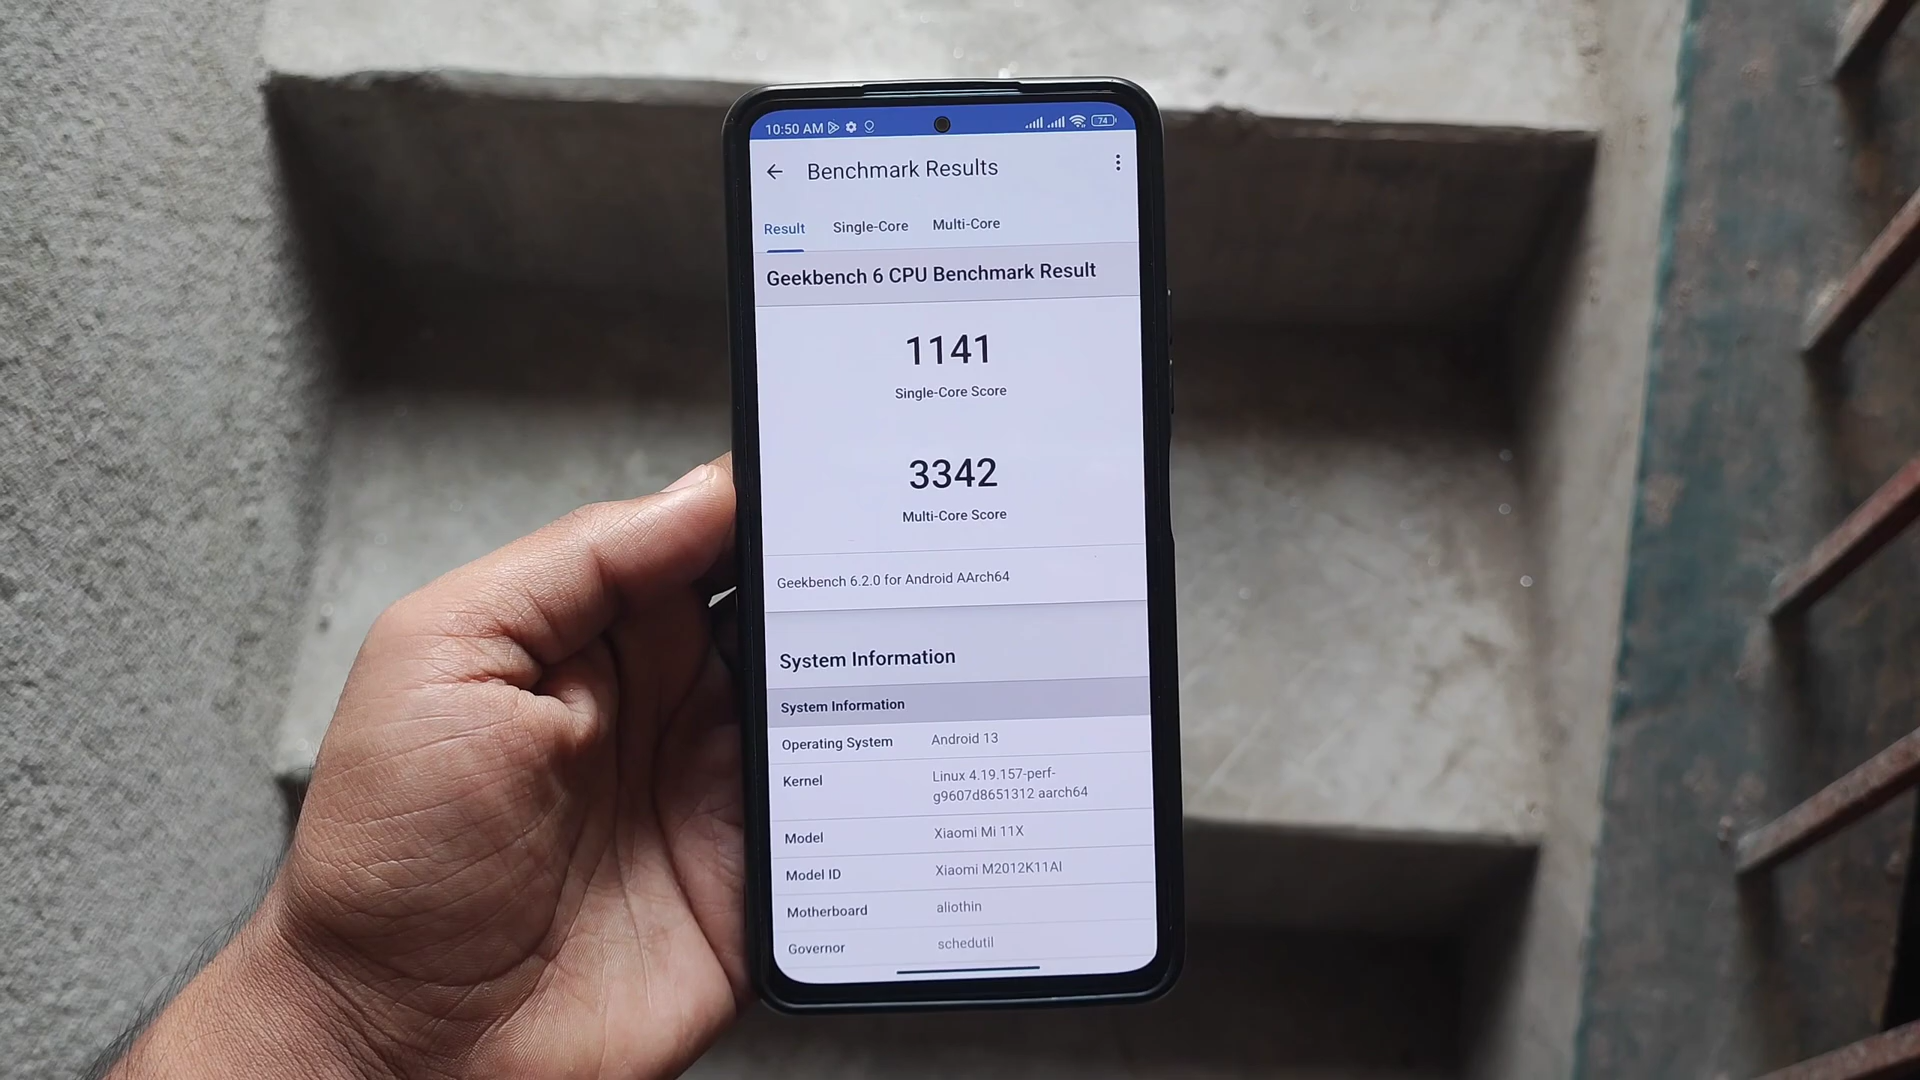 10:50 AM 74
Benchmark Results
Result Single-Core Multi-Core
Geekbench 6 CPU Benchmark Result
1141
Single-Core Score
3342
Multi-Core Score
Geekbench 6.2.0 for Android AArch64
System Information
System Information
Operating System Android 13
Kernel Linux 4.19.157-perf-
g9607d8651312 aarch64
Model Xiaomi Mi 11X
Model ID Xiaomi M2012K11AI
Motherboard aliothin
Governor schedutil